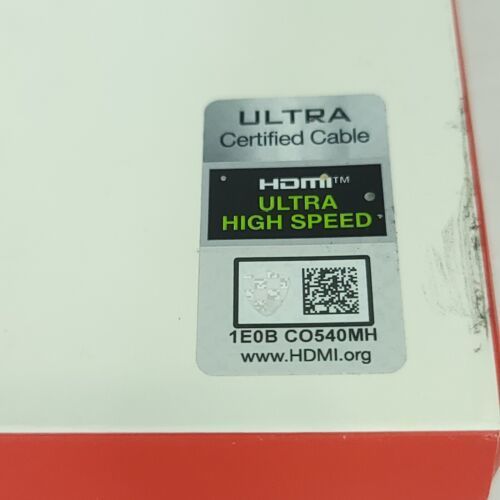 ULTRA
Certified Cable
HDMI™
ULTRA
HIGH SPEED
1E0B CO540MH
www.HDMI.org